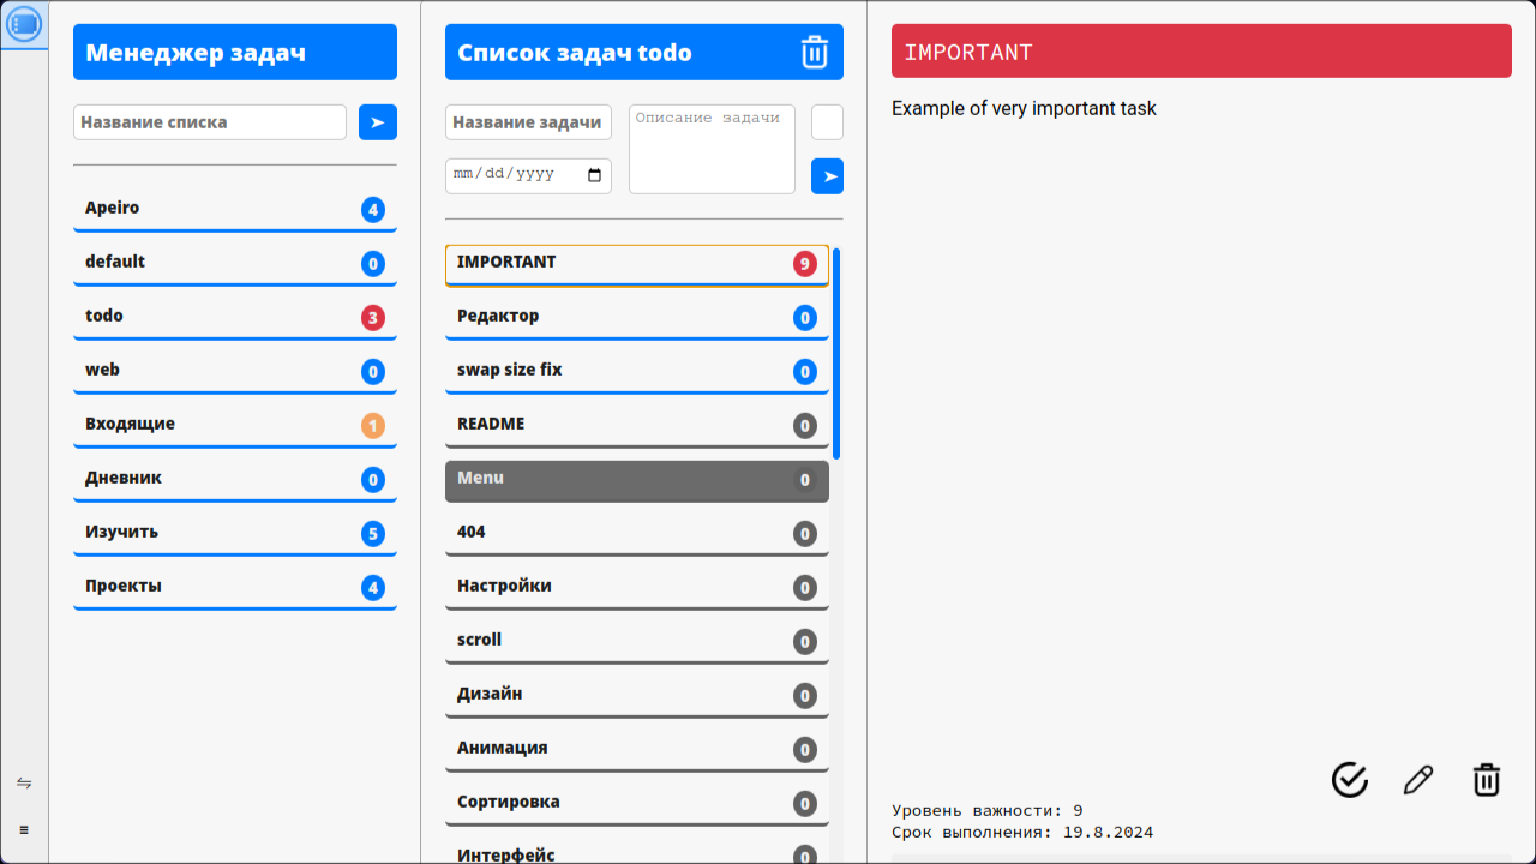 Менеджер задач
Название списка
➤
Apeiro 4
default 0
todo 3
web 0
Входящие 1
Дневник 0
Изучить 5
Проекты 4
Список задач todo
Название задачи
Описание задачи
mm/dd/yyyy
➤
IMPORTANT 9
Редактор 0
swap size fix 0
README 0
Menu 0
404 0
Настройки 0
scroll 0
Дизайн 0
Анимация 0
Сортировка 0
Интерфейс 0
IMPORTANT
Example of very important task
Уровень важности: 9
Срок выполнения: 19.8.2024